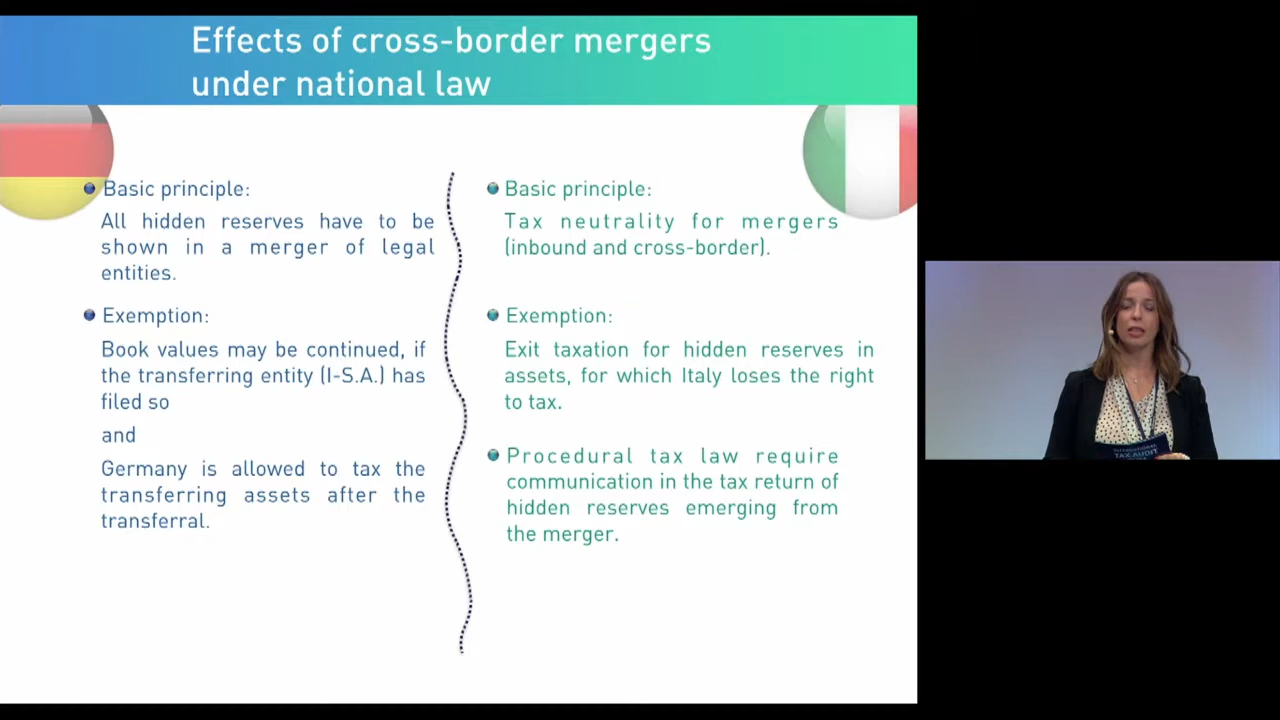 Effects of cross-border mergers
under national law
Basic principle:
All hidden reserves have to be
shown in a merger of legal
entities.
Exemption:
Book values may be continued, if
the transferring entity (I-S.A.) has
filed so
and
Germany is allowed to tax the
transferring assets after the
transferral.
Basic principle:
Tax neutrality for mergers
(inbound and cross-border).
Exemption:
Exit taxation for hidden reserves in
assets, for which Italy loses the right
to tax.
Procedural tax law require
communication in the tax return of
hidden reserves emerging from
the merger.
INTERNATIONAL
TAX AUDIT